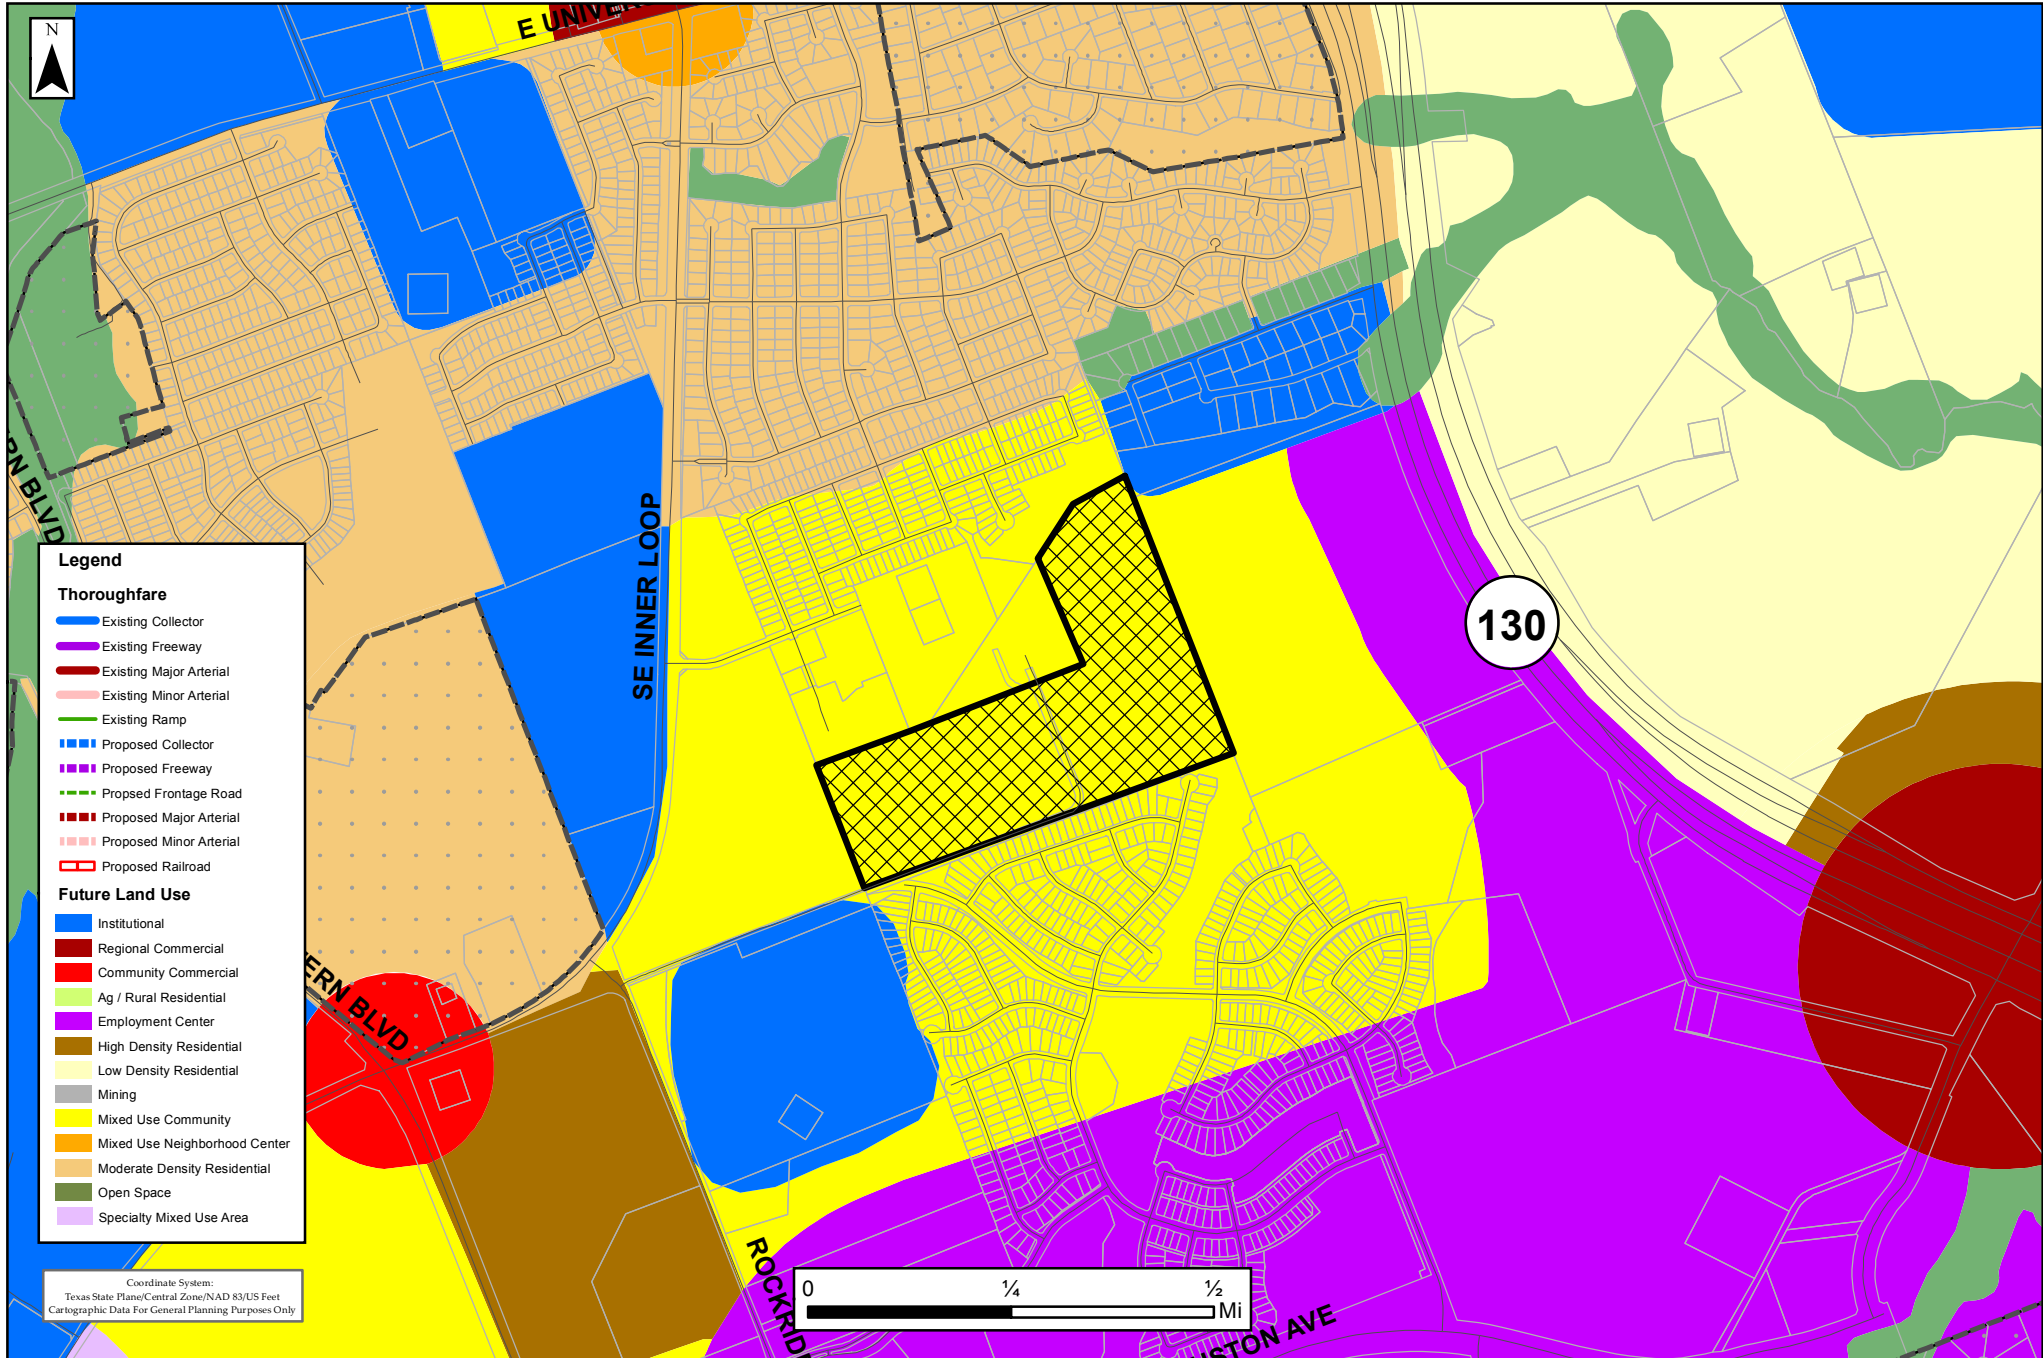 N
E UNIVER
130
SE INNER LOOP
RN BLVD
Legend
Thoroughfare
Existing Collector
Existing Freeway
Existing Major Arterial
Existing Minor Arterial
Existing Ramp
Proposed Collector
Proposed Freeway
Propsed Frontage Road
Proposed Major Arterial
Proposed Minor Arterial
Proposed Railroad
Future Land Use
Institutional
Regional Commercial
Community Commercial
Ag / Rural Residential
Employment Center
High Density Residential
Low Density Residential
Mining
Mixed Use Community
Mixed Use Neighborhood Center
Moderate Density Residential
Open Space
Specialty Mixed Use Area
ERN BLVD
ROCKRID
STON AVE
0 ¼ ½
Mi
Coordinate System:
Texas State Plane/Central Zone/NAD 83/US Feet
Cartographic Data For General Planning Purposes Only